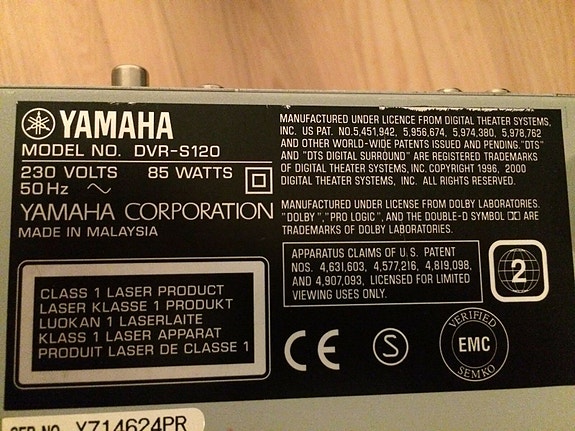 YAMAHA
MODEL NO. DVR-S120
230 VOLTS 85 WATTS
50Hz
YAMAHA CORPORATION
MADE IN MALAYSIA
CLASS 1 LASER PRODUCT
LASER KLASSE 1 PRODUKT
LUOKAN 1 LASERLAITE
KLASS 1 LASER APPARAT
PRODUIT LASER DE CLASSE 1
SER NO. Y714624PR
MANUFACTURED UNDER LICENCE FROM DIGITAL THEATER SYSTEMS,
INC. US PAT. NO.5,451,942, 5,956,674, 5,974,380, 5,978,762
AND OTHER WORLD-WIDE PATENTS ISSUED AND PENDING."DTS"
AND "DTS DIGITAL SURROUND" ARE REGISTERED TRADEMARKS
OF DIGITAL THEATER SYSTEMS, INC. COPYRIGHT 1996, 2000
DIGITAL THEATER SYSTEMS, INC. ALL RIGHTS RESERVED.
MANUFACTURED UNDER LICENSE FROM DOLBY LABORATORIES.
"DOLBY","PRO LOGIC", AND THE DOUBLE-D SYMBOL ARE
TRADEMARKS OF DOLBY LABORATORIES.
APPARATUS CLAIMS OF U.S. PATENT
NOS. 4,631,603, 4,577,216, 4,819,098,
AND 4,907,093, LICENSED FOR LIMITED
VIEWING USES ONLY.
2
CE
S
VERIFIED
EMC
SEMKO